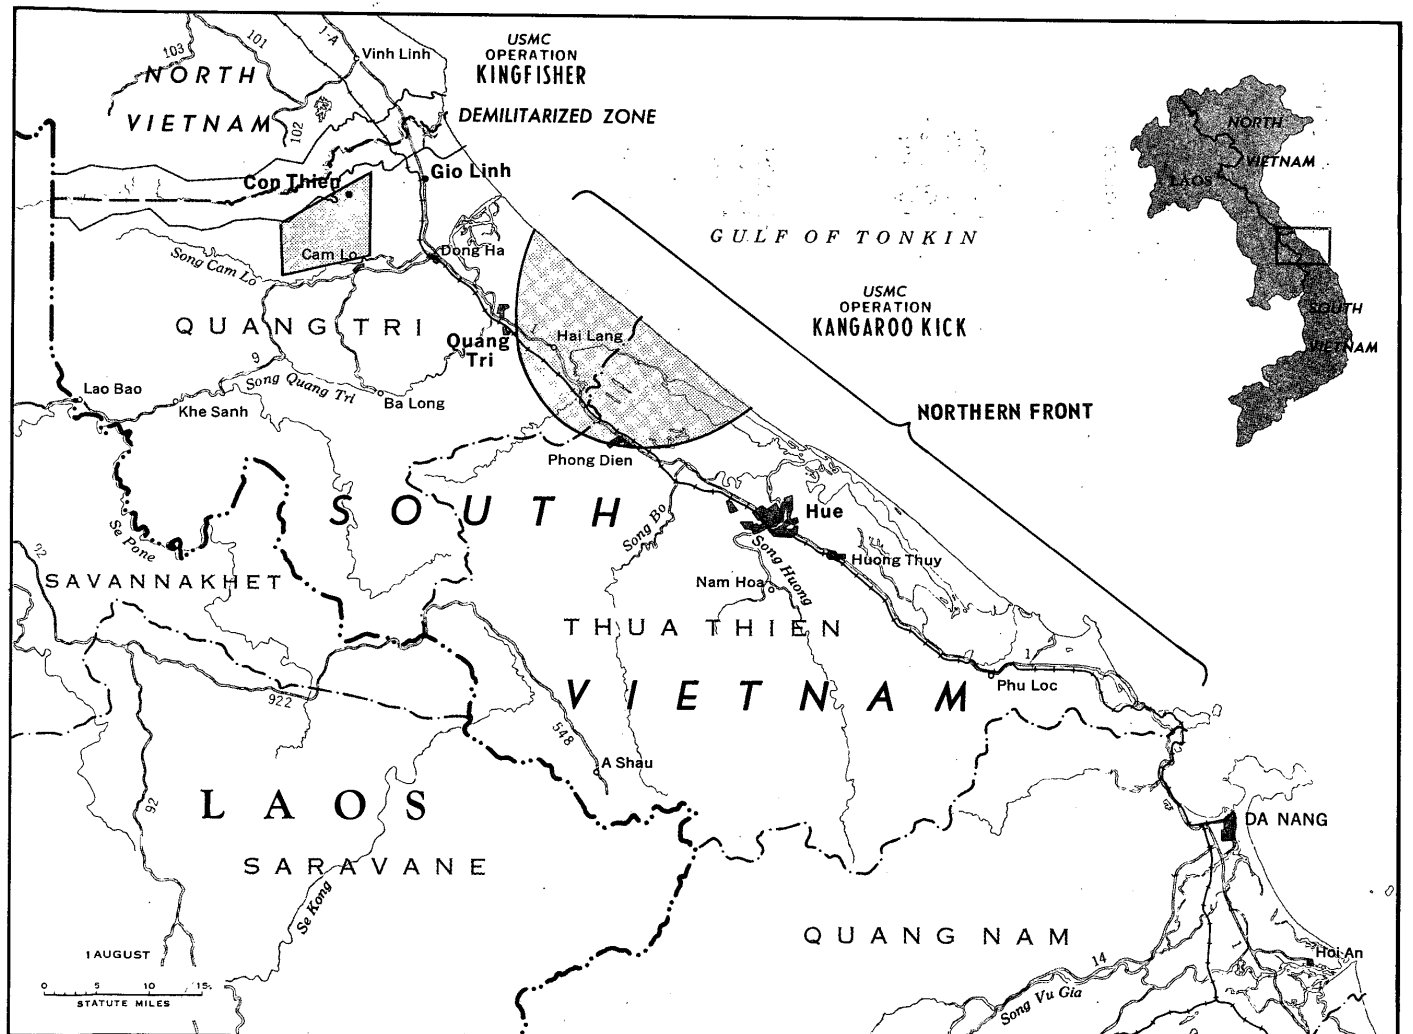 103
101
1-A
Vinh Linh
USMC
OPERATION
KINGFISHER
NORTH
VIETNAM
102
DEMILITARIZED ZONE
Con Thien
Gio Linh
NORTH
VIETNAM
LAOS
SOUTH
VIETNAM
GULF OF TONKIN
Song Cam Lo
Cam Lo
Dong Ha
USMC
OPERATION
KANGAROO KICK
QUANG TRI
1
Hai Lang
Quang
Tri
9
Song Quang Tri
Lao Bao
Khe Sanh
Ba Long
NORTHERN FRONT
Phong Dien
SOUTH
Hue
Song Bo
Se Pone
92
Song Huong
Huong Thuy
SAVANNAKHET
Nam Hoa
THUA THIEN
1
Phu Loc
VIETNAM
922
548
A Shau
92
LAOS
DA NANG
SARAVANE
Se Kong
QUANG NAM
1 AUGUST
14
1
Hoi An
Song Vu Gia
0 5 10 15
STATUTE MILES